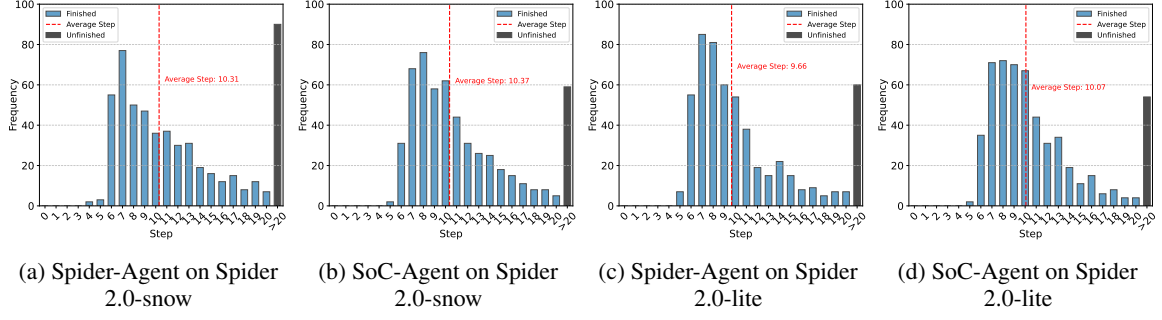 100
80
60
40
20
0
Frequency
Finished
Average Step
Unfinished
Average Step: 10.31
0 1 2 3 4 5 6 7 8 9 10 11 12 13 14 15 16 17 18 19 20 >20
Step
(a) Spider-Agent on Spider
2.0-snow
100
80
60
40
20
0
Frequency
Finished
Average Step
Unfinished
Average Step: 10.37
0 1 2 3 4 5 6 7 8 9 10 11 12 13 14 15 16 17 18 19 20 >20
Step
(b) SoC-Agent on Spider
2.0-snow
100
80
60
40
20
0
Frequency
Finished
Average Step
Unfinished
Average Step: 9.66
0 1 2 3 4 5 6 7 8 9 10 11 12 13 14 15 16 17 18 19 20 >20
Step
(c) Spider-Agent on Spider
2.0-lite
100
80
60
40
20
0
Frequency
Finished
Average Step
Unfinished
Average Step: 10.07
0 1 2 3 4 5 6 7 8 9 10 11 12 13 14 15 16 17 18 19 20 >20
Step
(d) SoC-Agent on Spider
2.0-lite